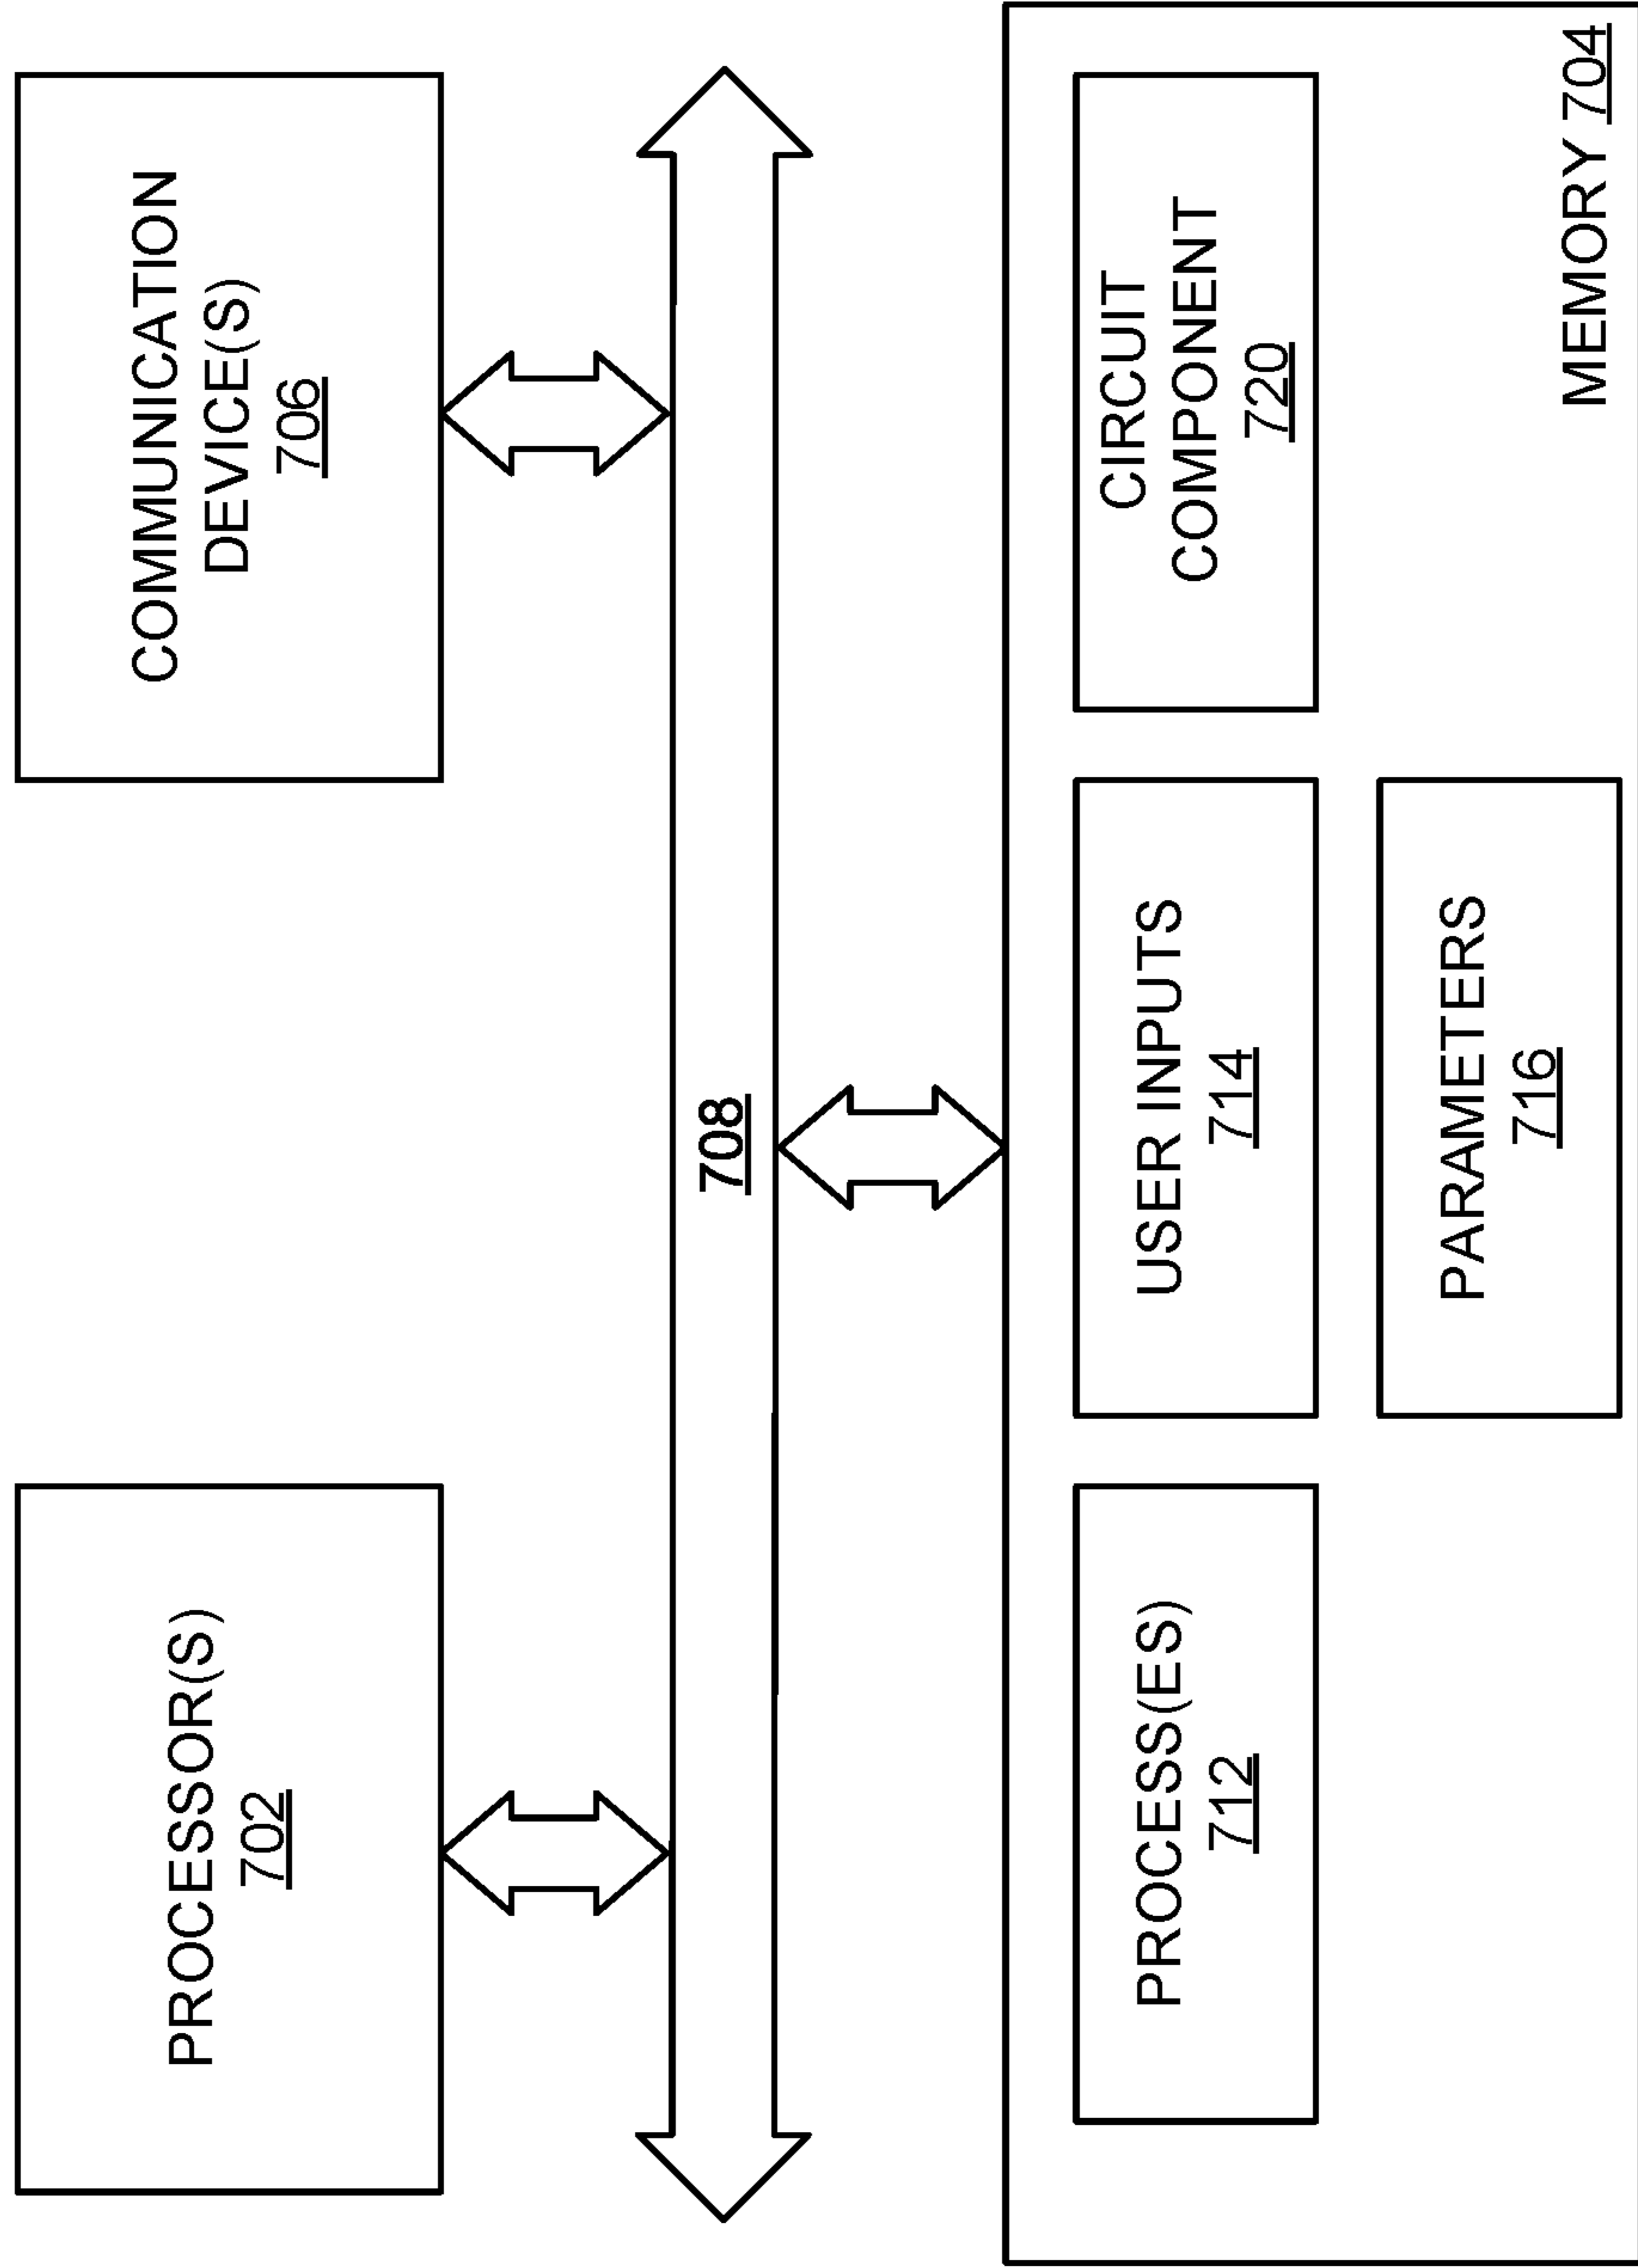 PROCESSOR(S)
702
COMMUNICATION
DEVICE(S)
706
708
PROCESS(ES)
712
USER INPUTS
714
CIRCUIT
COMPONENT
720
PARAMETERS
716
MEMORY 704